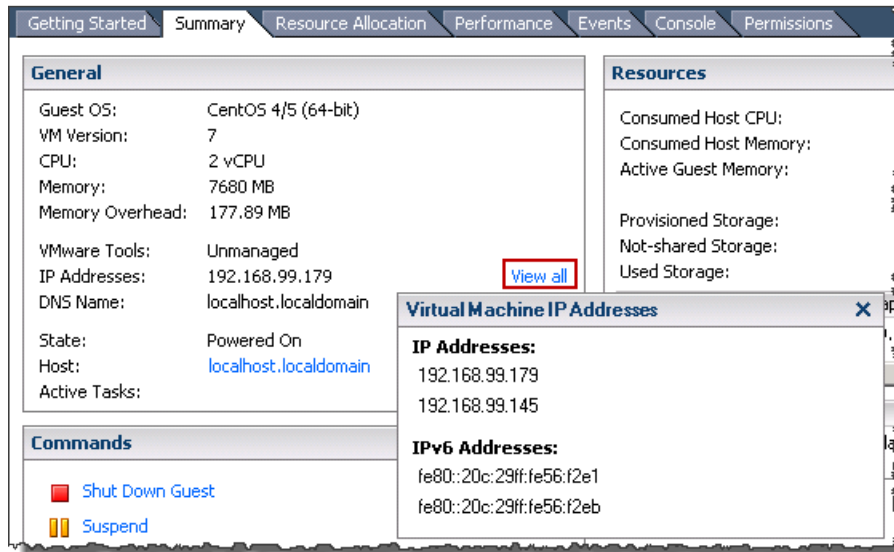 Getting Started Summary Resource Allocation Performance Events Console Permissions
General
Guest OS: CentOS 4/5 (64-bit)
VM Version: 7
CPU: 2 vCPU
Memory: 7680 MB
Memory Overhead: 177.89 MB
VMware Tools: Unmanaged
IP Addresses: 192.168.99.179 View all
DNS Name: localhost.localdomain
State: Powered On
Host: localhost.localdomain
Active Tasks:
Commands
Shut Down Guest
Suspend
Resources
Consumed Host CPU:
Consumed Host Memory:
Active Guest Memory:
Provisioned Storage:
Not-shared Storage:
Used Storage:
Virtual Machine IP Addresses
IP Addresses:
192.168.99.179
192.168.99.145
IPv6 Addresses:
fe80::20c:29ff:fe56:f2e1
fe80::20c:29ff:fe56:f2eb